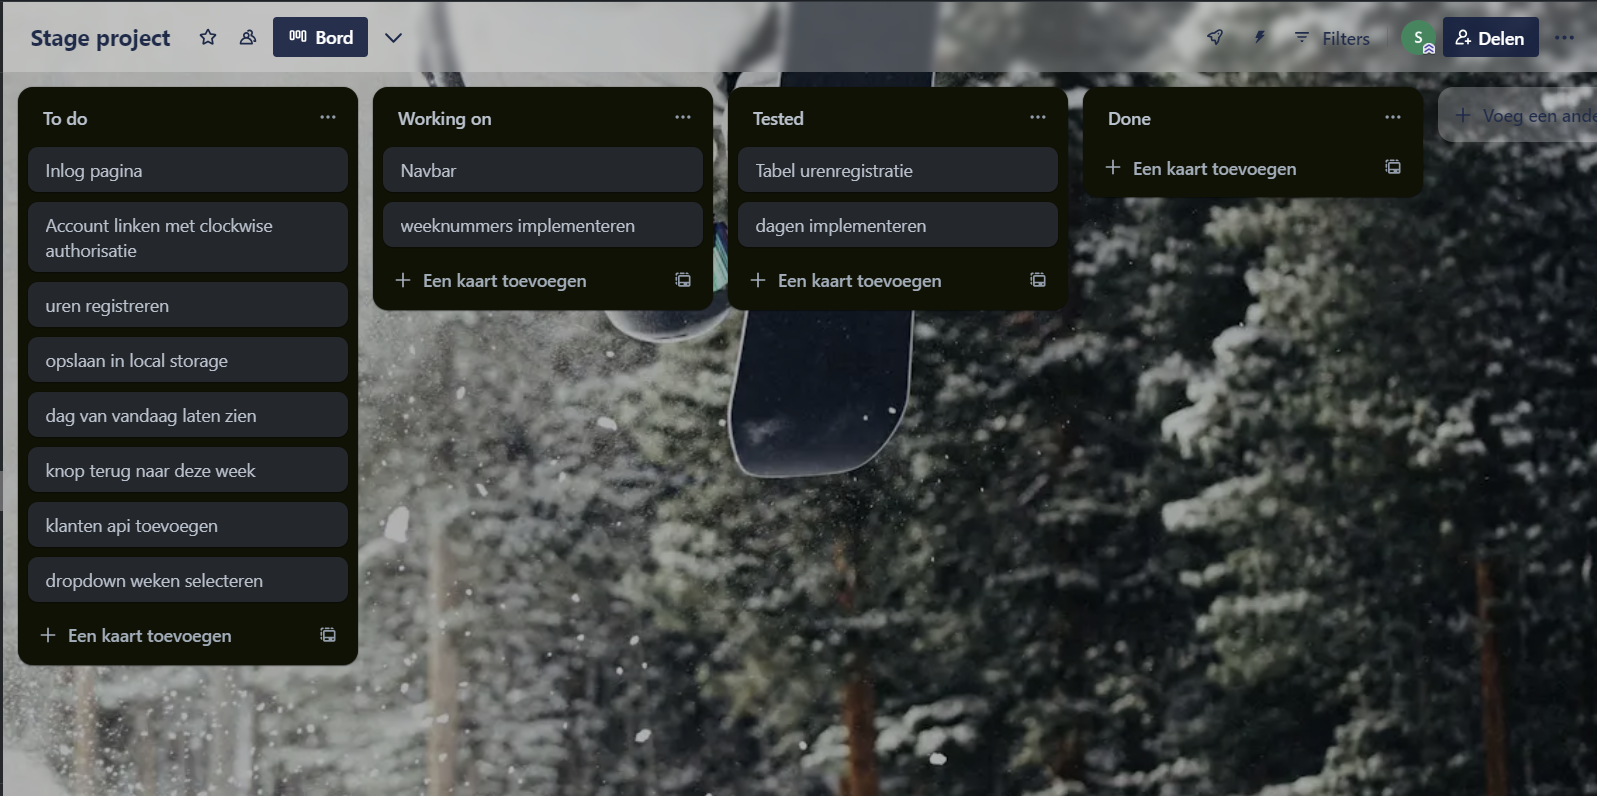 Stage project
Bord
Filters
S
Delen
To do
Inlog pagina
Account linken met clockwise
authorisatie
uren registreren
opslaan in local storage
dag van vandaag laten zien
knop terug naar deze week
klanten api toevoegen
dropdown weken selecteren
Een kaart toevoegen
Working on
Navbar
weeknummers implementeren
Een kaart toevoegen
Tested
Tabel urenregistratie
dagen implementeren
Een kaart toevoegen
Done
Een kaart toevoegen
Voeg een ande